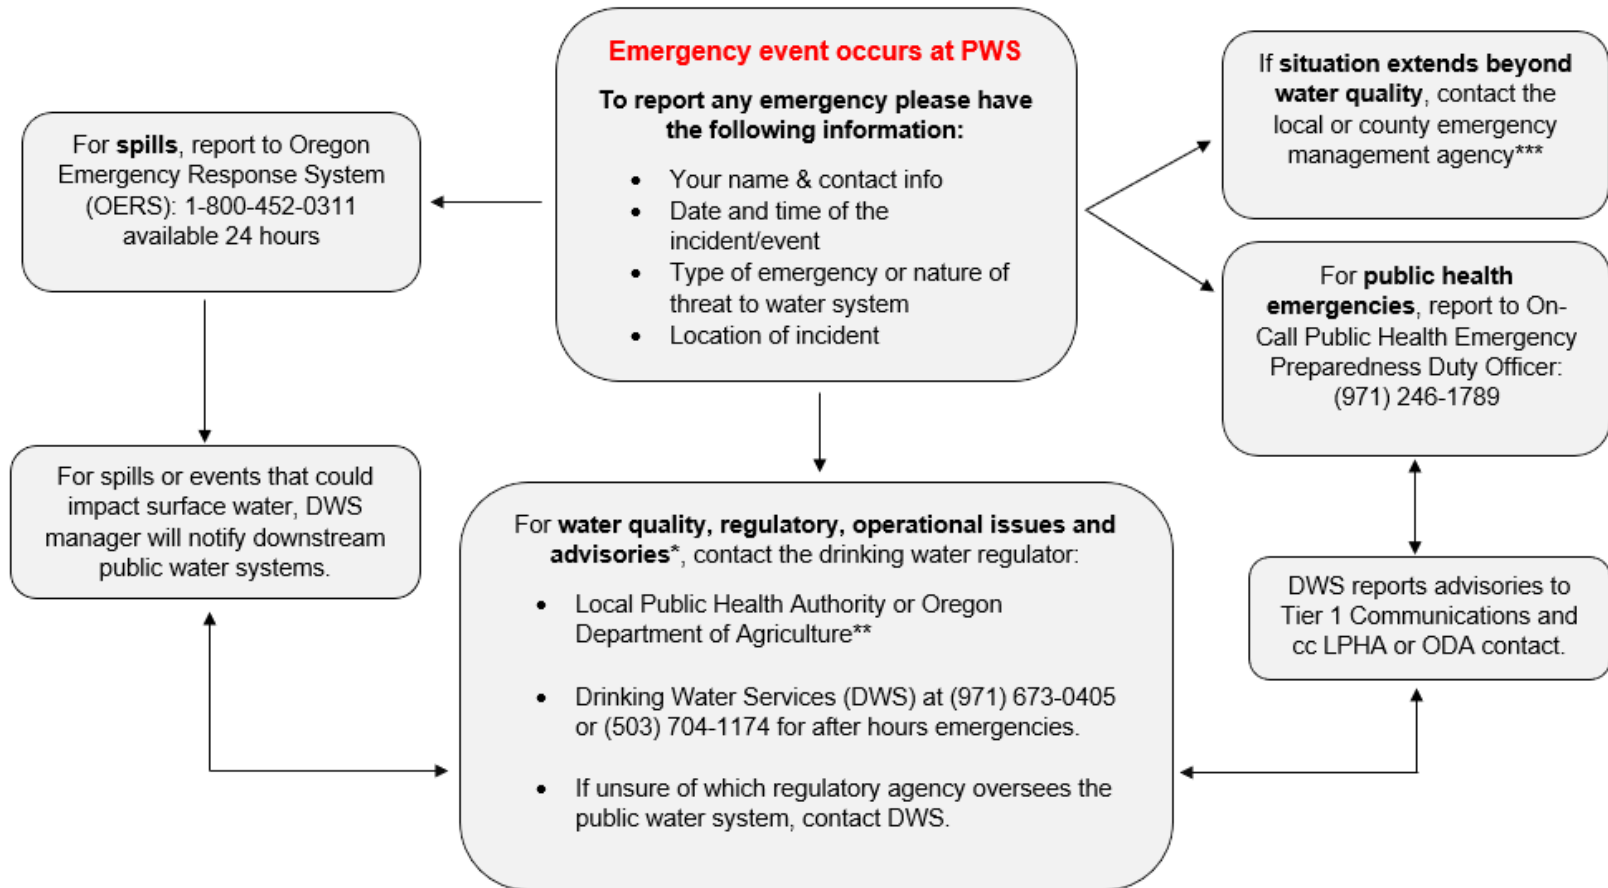 Emergency event occurs at PWS
To report any emergency please have
the following information:
• Your name & contact info
• Date and time of the
incident/event
• Type of emergency or nature of
threat to water system
• Location of incident
For spills, report to Oregon
Emergency Response System
(OERS): 1-800-452-0311
available 24 hours
For spills or events that could
impact surface water, DWS
manager will notify downstream
public water systems.
For water quality, regulatory, operational issues and
advisories*, contact the drinking water regulator:
• Local Public Health Authority or Oregon
Department of Agriculture**
• Drinking Water Services (DWS) at (971) 673-0405
or (503) 704-1174 for after hours emergencies.
• If unsure of which regulatory agency oversees the
public water system, contact DWS.
If situation extends beyond
water quality, contact the
local or county emergency
management agency***
For public health
emergencies, report to On-
Call Public Health Emergency
Preparedness Duty Officer:
(971) 246-1789
DWS reports advisories to
Tier 1 Communications and
cc LPHA or ODA contact.